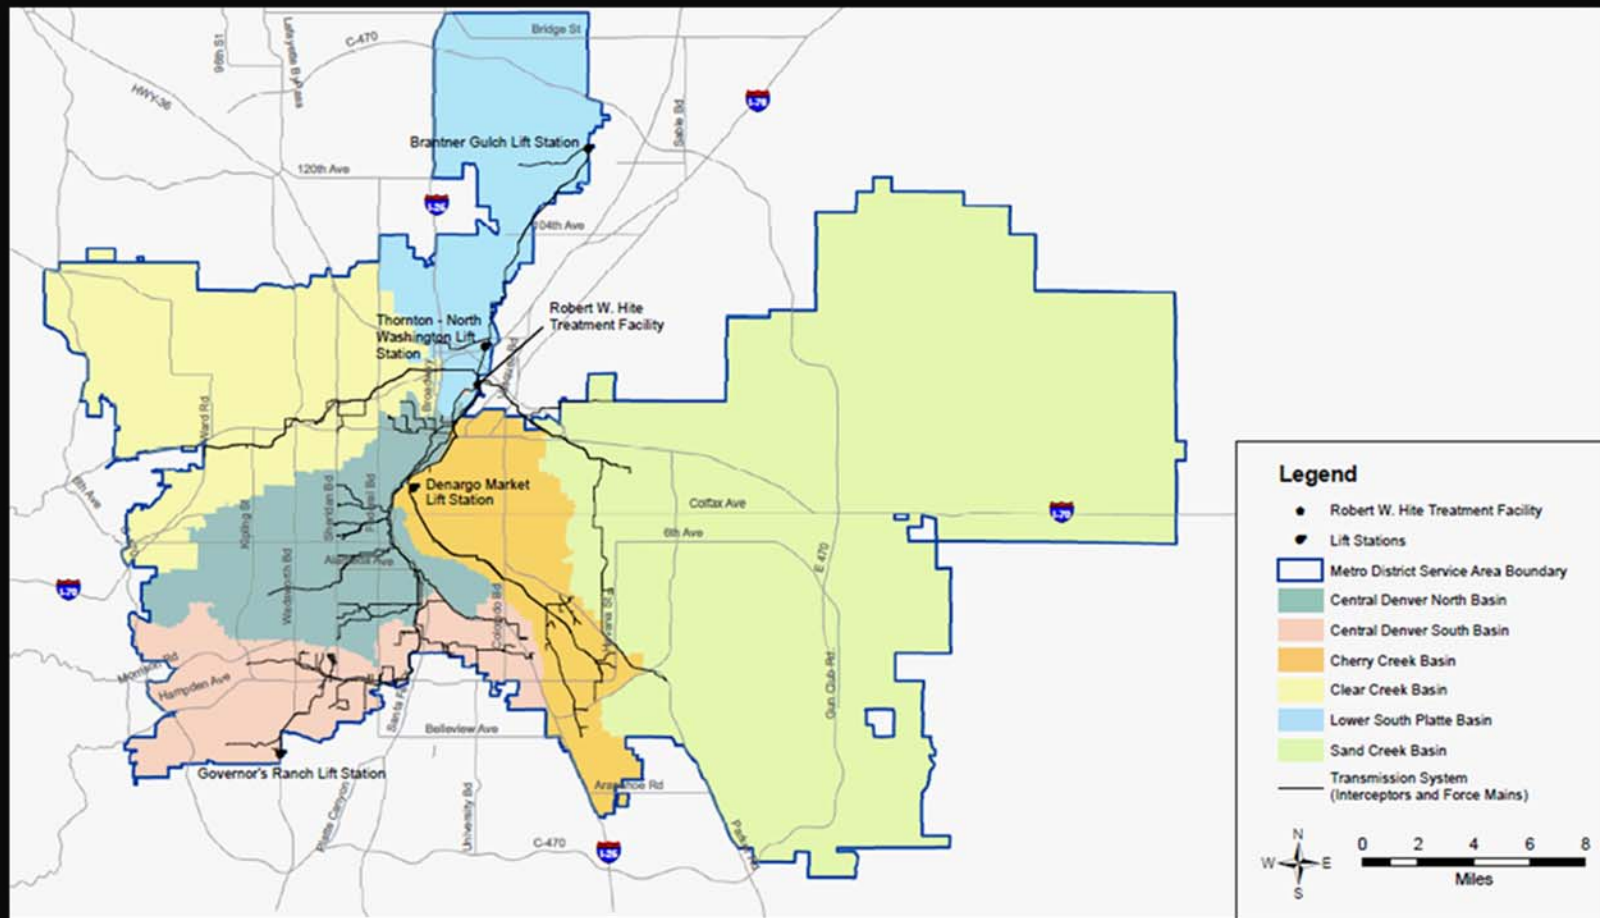 Bridge St
C-470
96th St
Lafayette By Pass
HWY-36
Sable Bd
I-76
Brantner Gulch Lift Station
120th Ave
I-25
104th Ave
Robert W. Hite
Treatment Facility
Thornton - North
Washington Lift
Station
Broadway
Ward Rd
6th Ave
Denargo Market
Lift Station
Sheridan Bd
Federal Bd
Kipling St
Colfax Ave
I-70
6th Ave
Alameda Ave
E 470
Wadsworth Bd
I-70
Colorado Bd
Havana St
Morrison Rd
Hampden Ave
Gun Club Rd
Belleview Ave
Governor's Ranch Lift Station
Arapahoe Rd
Platte Canyon
University Bd
C-470
I-25
Parker Rd
Legend
Robert W. Hite Treatment Facility
Lift Stations
Metro District Service Area Boundary
Central Denver North Basin
Central Denver South Basin
Cherry Creek Basin
Clear Creek Basin
Lower South Platte Basin
Sand Creek Basin
Transmission System
(Interceptors and Force Mains)
N
W E
S
0 2 4 6 8
Miles